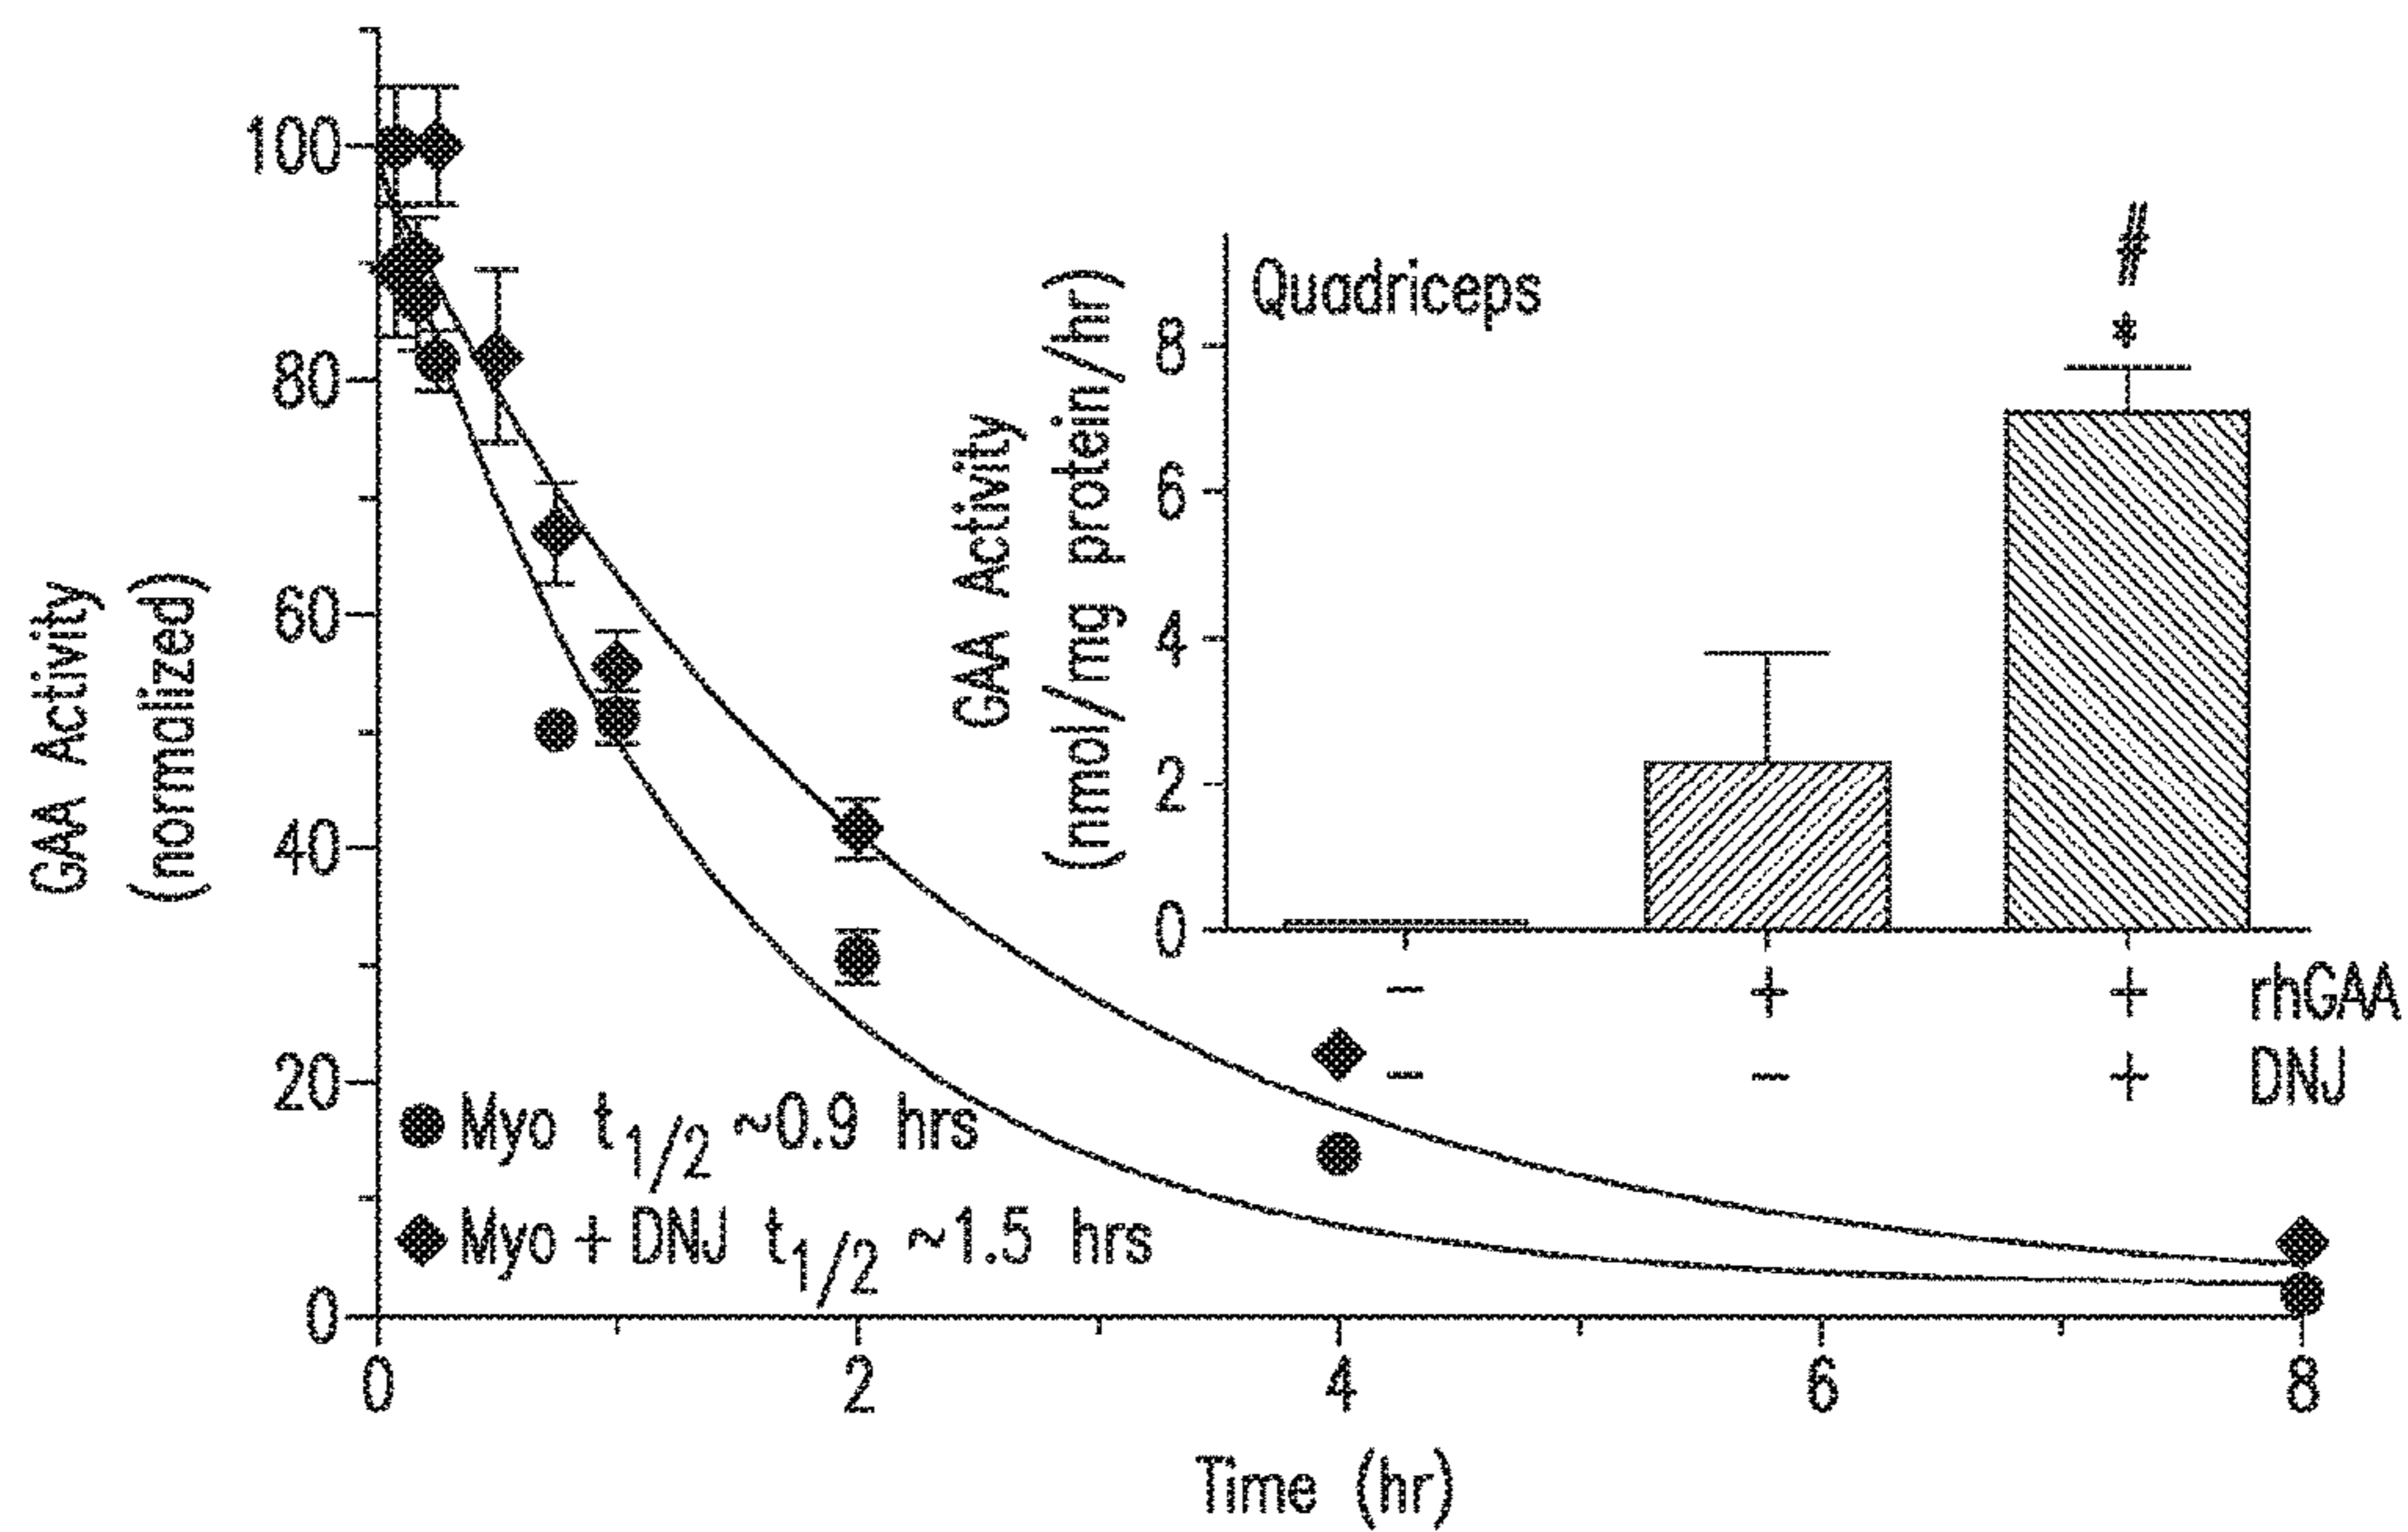 GAA Activity
(normalized)
100
80
60
40
20
0
Myo t1/2 ~0.9 hrs
Myo + DNJ t1/2 ~1.5 hrs
0 2 4 6 8
Time (hr)
GAA Activity
(nmol/mg protein/hr)
Quadriceps
8
6
4
2
0
#
*
− + + rhGAA
− − + DNJ